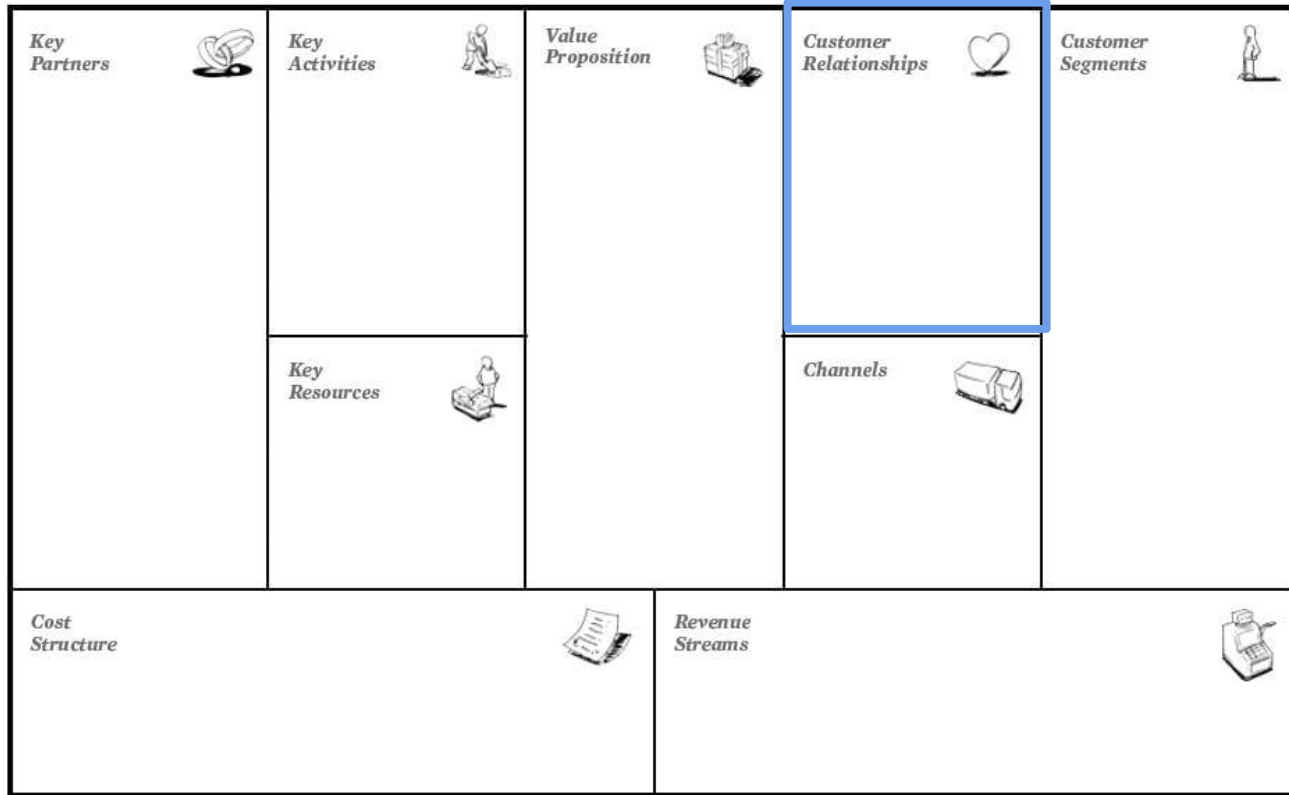 Key
Partners
Key
Activities
Value
Proposition
Customer
Relationships
Customer
Segments
Key
Resources
Channels
Cost
Structure
Revenue
Streams